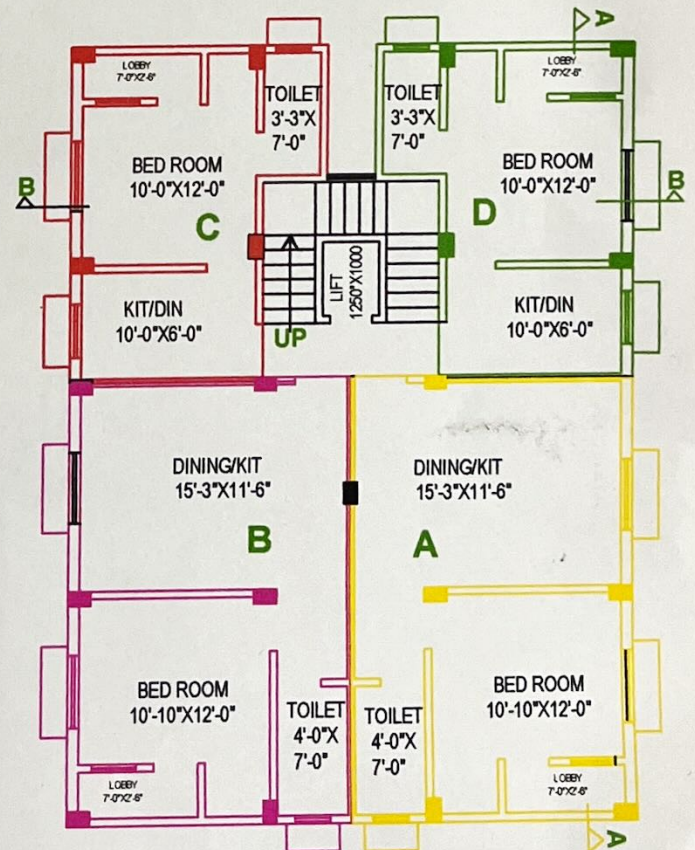 A
LOBBY
7'-0"X2'-6"
LOBBY
7'-0"X2'-6"
TOILET
3'-3"X
7'-0"
TOILET
3'-3"X
7'-0"
BED ROOM
10'-0"X12'-0"
BED ROOM
10'-0"X12'-0"
B
B
C
D
LIFT
1250"X1000
KIT/DIN
10'-0"X6'-0"
KIT/DIN
10'-0"X6'-0"
UP
DINING/KIT
15'-3"X11'-6"
DINING/KIT
15'-3"X11'-6"
B
A
BED ROOM
10'-10"X12'-0"
BED ROOM
10'-10"X12'-0"
TOILET
4'-0"X
7'-0"
TOILET
4'-0"X
7'-0"
LOBBY
7'-0"X2'-6"
LOBBY
7'-0"X2'-6"
A